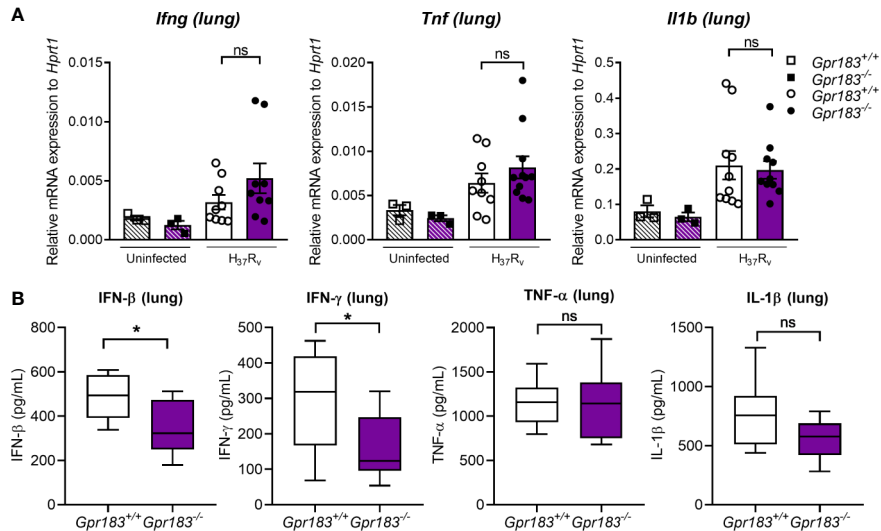 A
Ifng (lung)
Relative mRNA expression to Hprt1
0.015
0.010
0.005
0.000
ns
Uninfected
H37Rv
Tnf (lung)
Relative mRNA expression to Hprt1
0.020
0.015
0.010
0.005
0.000
ns
Uninfected
H37Rv
Il1b (lung)
Relative mRNA expression to Hprt1
0.5
0.4
0.3
0.2
0.1
0.0
ns
Uninfected
H37Rv
Gpr183+/+
Gpr183-/-
Gpr183+/+
Gpr183-/-
B
IFN-β (lung)
IFN-β (pg/mL)
800
600
400
200
0
*
Gpr183+/+ Gpr183-/-
IFN-γ (lung)
IFN-γ (pg/mL)
500
400
300
200
100
0
*
Gpr183+/+ Gpr183-/-
TNF-α (lung)
TNF-α (pg/mL)
2000
1500
1000
500
0
ns
Gpr183+/+ Gpr183-/-
IL-1β (lung)
IL-1β (pg/mL)
1500
1000
500
0
ns
Gpr183+/+ Gpr183-/-